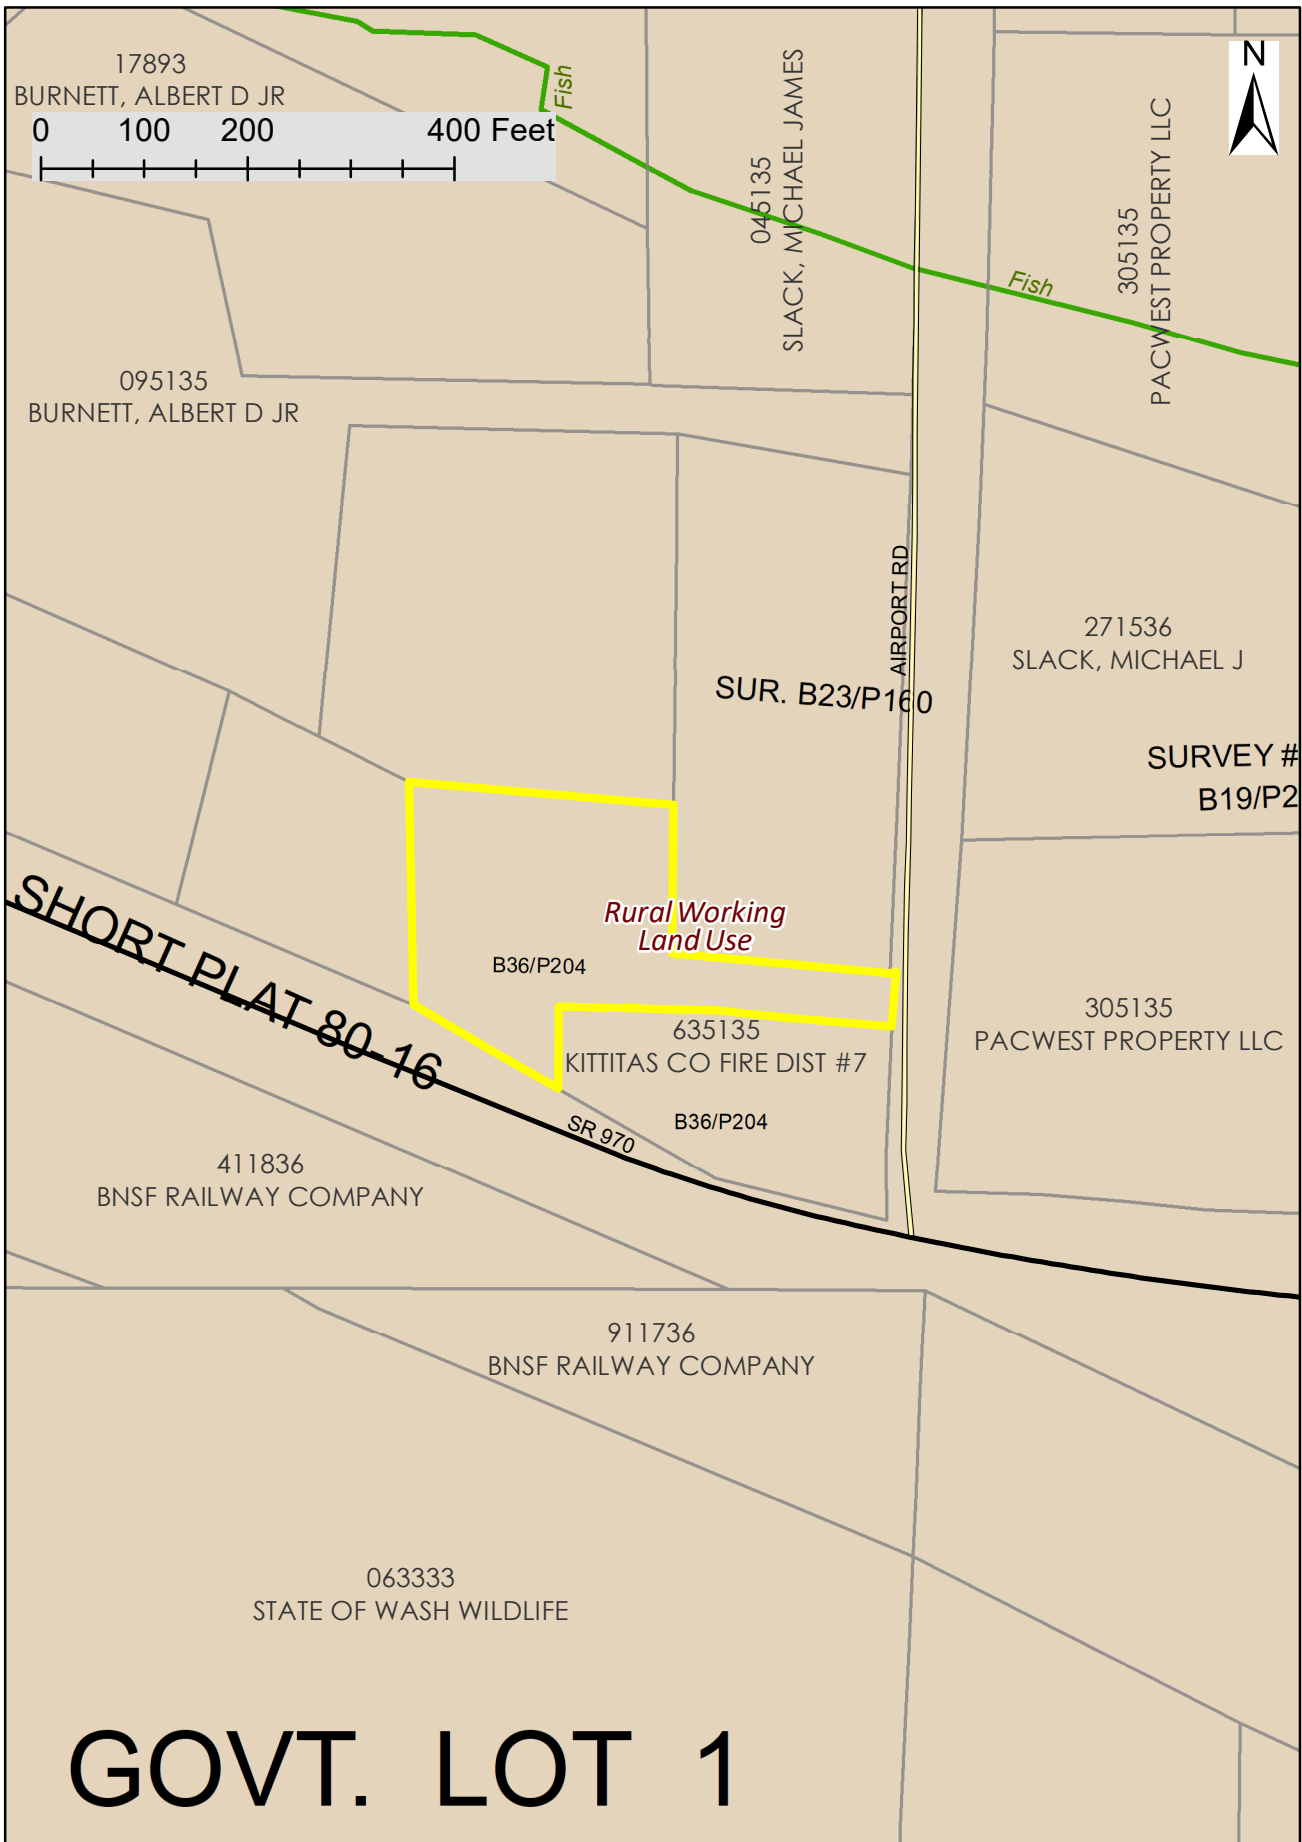 17893
BURNETT, ALBERT D JR
0 100 200 400 Feet
Fish
045135
SLACK, MICHAEL JAMES
N
305135
PACWEST PROPERTY LLC
Fish
095135
BURNETT, ALBERT D JR
AIRPORT RD
271536
SLACK, MICHAEL J
SUR. B23/P160
SURVEY #
B19/P2
SHORT PLAT 80-16
Rural Working
Land Use
B36/P204
635135
KITTITAS CO FIRE DIST #7
305135
PACWEST PROPERTY LLC
B36/P204
SR 970
411836
BNSF RAILWAY COMPANY
911736
BNSF RAILWAY COMPANY
063333
STATE OF WASH WILDLIFE
GOVT. LOT 1